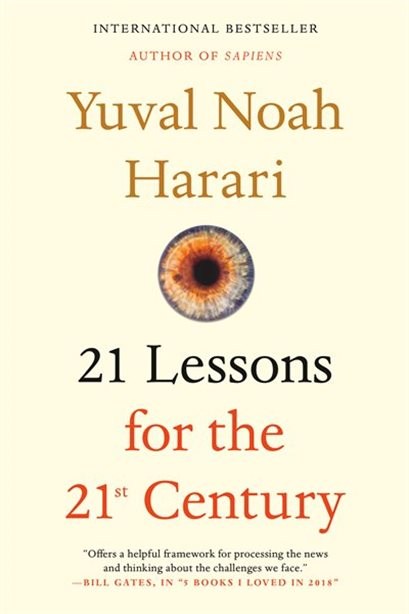 INTERNATIONAL BESTSELLER
AUTHOR OF SAPIENS
Yuval Noah
Harari
21 Lessons
for the
21st Century
"Offers a helpful framework for processing the news
and thinking about the challenges we face."
—BILL GATES, IN "5 BOOKS I LOVED IN 2018"